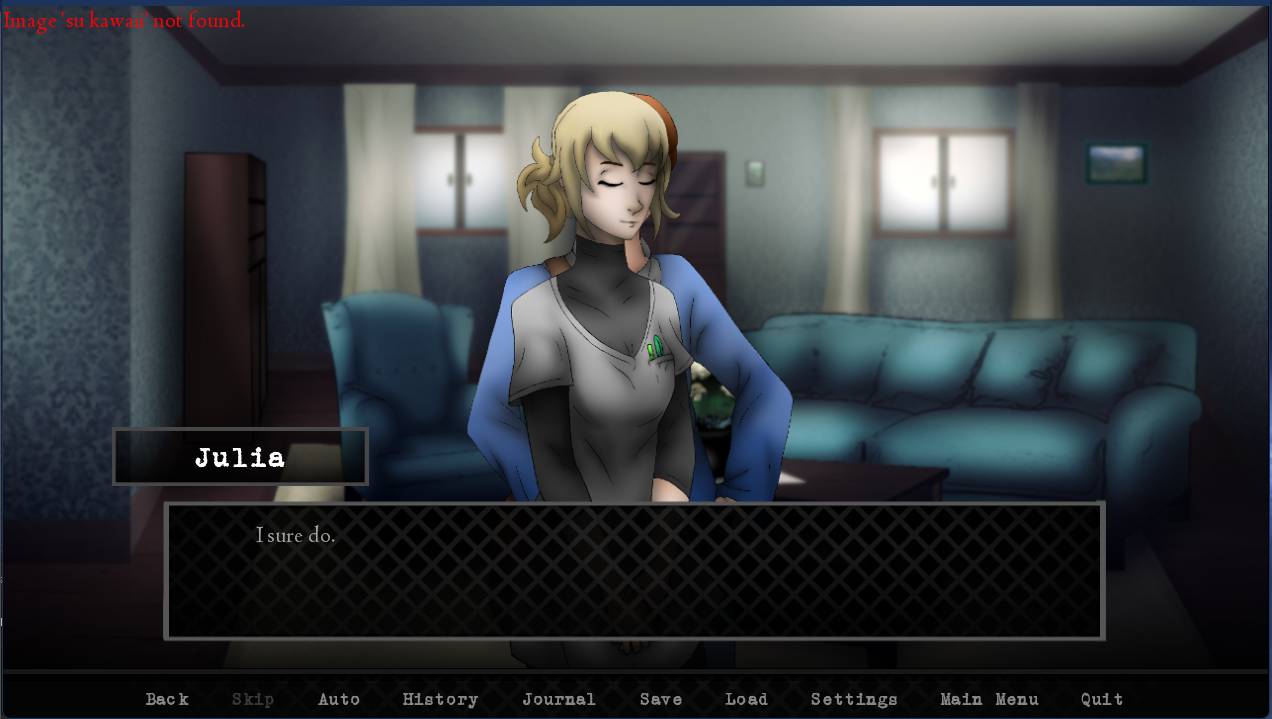 Image 'su kawaii' not found.
Julia
I sure do.
Back Skip Auto History Journal Save Load Settings Main Menu Quit